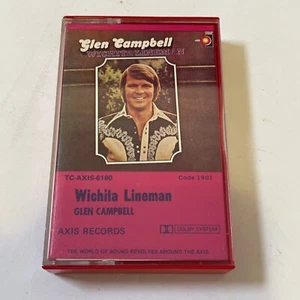 Glen Campbell
WICHITA LINEMAN
TC-AXIS-6180
Code 1901
Wichita Lineman
GLEN CAMPBELL
AXIS RECORDS
DOLBY SYSTEM
THE WORLD OF SOUND REVOLVES AROUND THE AXIS